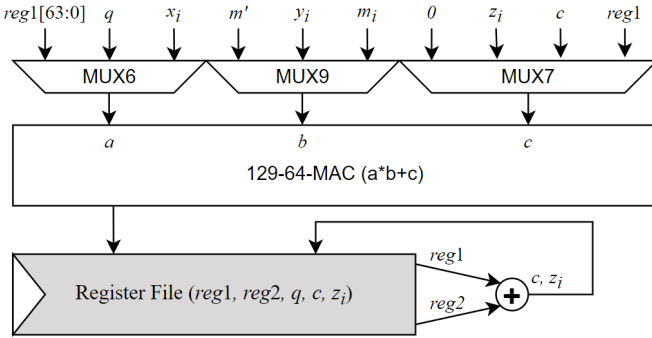 reg1[63:0] q x_i m' y_i m_i 0 z_i c reg1
MUX6 MUX9 MUX7
a b c
129-64-MAC (a*b+c)
reg1
c, z_i
Register File (reg1, reg2, q, c, z_i)
+
reg2